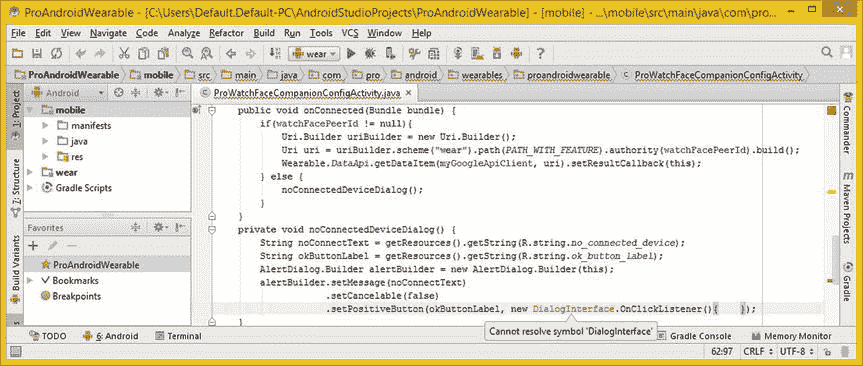 ProAndroidWearable - [C:\Users\Default.Default-PC\AndroidStudioProjects\ProAndroidWearable] - [mobile] - ...\mobile\src\main\java\com\pro...
File Edit View Navigate Code Analyze Refactor Build Run Tools VCS Window Help
wear
ProAndroidWearable mobile src main java com pro android wearables proandroidwearable ProWatchFaceCompanionConfigActivity
Android
ProWatchFaceCompanionConfigActivity.java
1: Project
Z: Structure
Build Variants
mobile
manifests
java
res
wear
Gradle Scripts
Favorites
ProAndroidWearable
Bookmarks
Breakpoints
public void onConnected(Bundle bundle) {
if(watchFacePeerId != null){
Uri.Builder uriBuilder = new Uri.Builder();
Uri uri = uriBuilder.scheme("wear").path(PATH_WITH_FEATURE).authority(watchFacePeerId).build();
Wearable.DataApi.getDataItem(myGoogleApiClient, uri).setResultCallback(this);
} else {
noConnectedDeviceDialog();
}
}
private void noConnectedDeviceDialog() {
String noConnectText = getResources().getString(R.string.no_connected_device);
String okButtonLabel = getResources().getString(R.string.ok_button_label);
AlertDialog.Builder alertBuilder = new AlertDialog.Builder(this);
alertBuilder.setMessage(noConnectText)
.setCancelable(false)
.setPositiveButton(okButtonLabel, new DialogInterface.OnClickListener(){ });
}
Cannot resolve symbol 'DialogInterface'
Commander
Maven Projects
Gradle
TODO 6: Android Terminal Gradle Console Memory Monitor
62:97 CRLF UTF-8